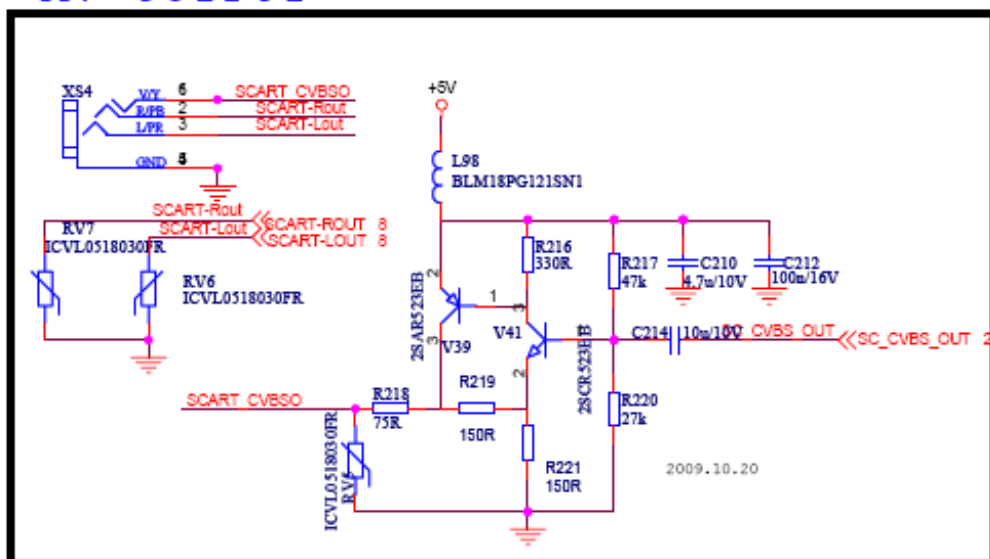 XS4
V/Y 6 SCART_CVBSO
R/PB 2 SCART-Rout
L/PR 3 SCART-Lout
GND
+5V
L98
BLM18PG121SN1
SCART-Rout
SCART-ROUT 8
SCART-Lout
SCART-LOUT 8
RV7
ICVL0518030FR
RV6
ICVL0518030FR
R216
330R
R217
47k
C210
4.7u/10V
C212
100n/16V
2
1
3
2SAR523EB
V39
3
V41
2
2SCR523EB
C214
10u/10V
SC_CVBS_OUT
SC_CVBS_OUT 2
SCART_CVBSO
R218
75R
R219
150R
R220
27k
R221
150R
ICVL0518030FR
2009.10.20